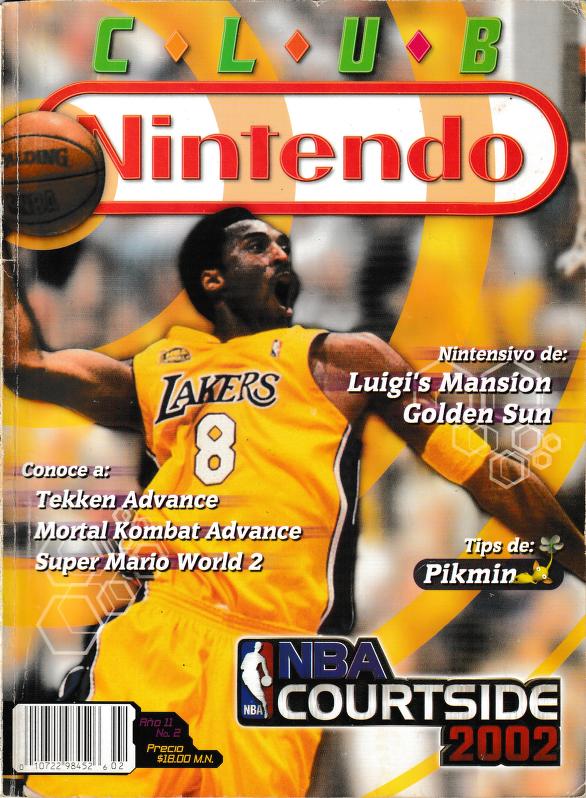 CLUB
Nintendo
SPALDING
NBA
LAKERS
8
Nintensivo de:
Luigi's Mansion
Golden Sun
Conoce a:
Tekken Advance
Mortal Kombat Advance
Super Mario World 2
Tips de:
Pikmin
NBA
NBA
COURTSIDE
2002
Año 11
No. 2
Precio
$18.00 M.N.
0 10722 98452 6 02